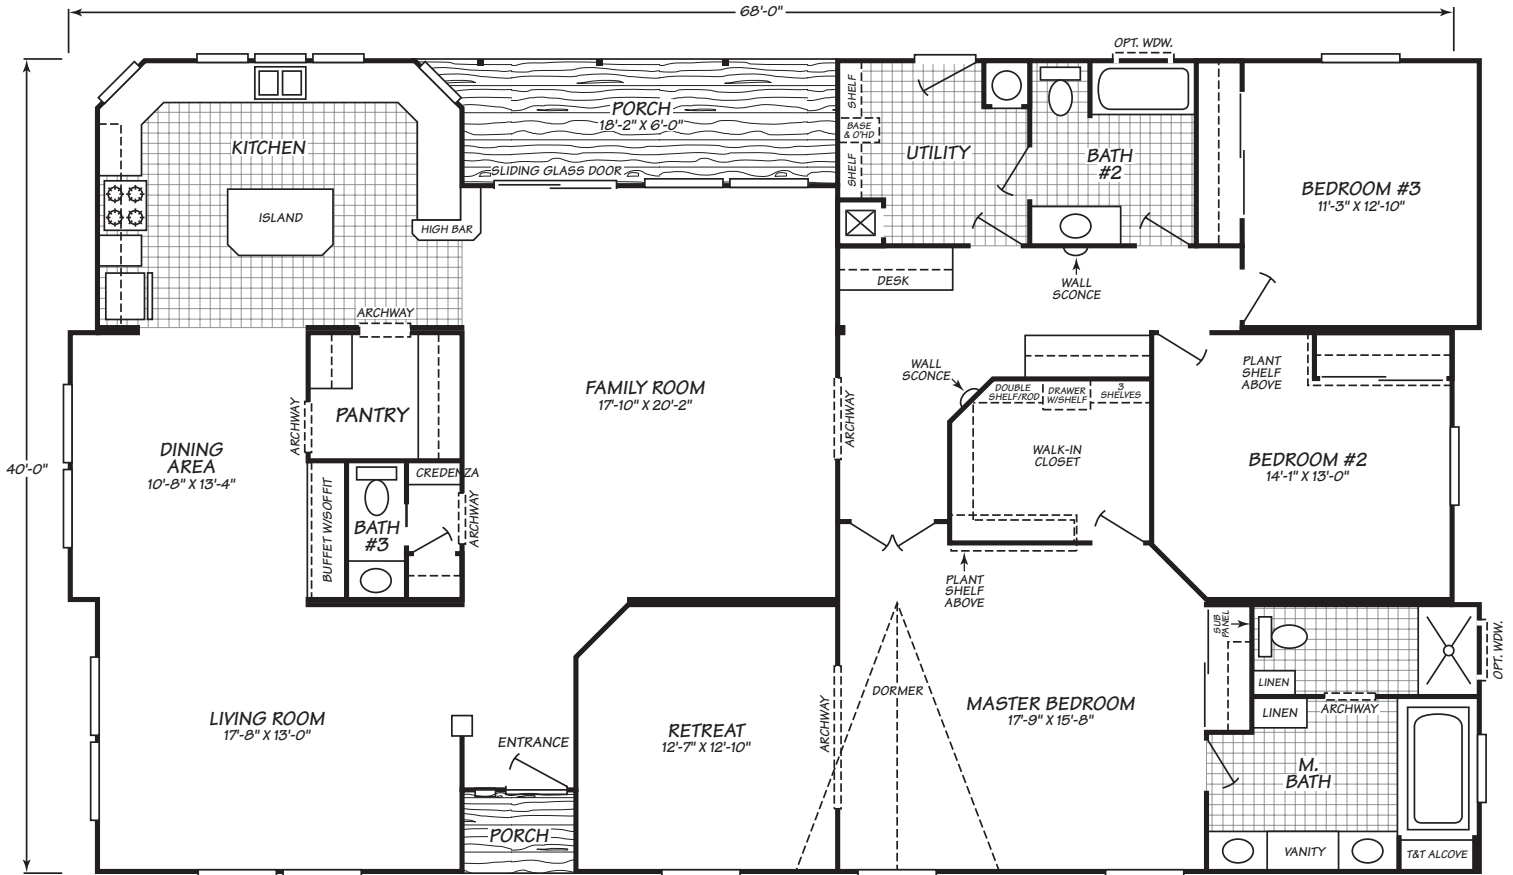 68'-0"
OPT. WDW.
PORCH
18'-2" X 6'-0"
SLIDING GLASS DOOR
KITCHEN
ISLAND
HIGH BAR
SHELF
BASE
& O'HD
SHELF
UTILITY
BATH
#2
BEDROOM #3
11'-3" X 12'-10"
DESK
WALL
SCONCE
ARCHWAY
PANTRY
ARCHWAY
FAMILY ROOM
17'-10" X 20'-2"
ARCHWAY
WALL
SCONCE
DOUBLE
SHELF/ROD
DRAWER
W/SHELF
3
SHELVES
WALK-IN
CLOSET
PLANT
SHELF
ABOVE
BEDROOM #2
14'-1" X 13'-0"
40'-0"
DINING
AREA
10'-8" X 13'-4"
BUFFET W/SOFFIT
BATH
#3
CREDENZA
ARCHWAY
PLANT
SHELF
ABOVE
SUB
PANEL
LINEN
OPT. WDW.
LIVING ROOM
17'-8" X 13'-0"
ENTRANCE
PORCH
RETREAT
12'-7" X 12'-10"
ARCHWAY
DORMER
MASTER BEDROOM
17'-9" X 15'-8"
LINEN
ARCHWAY
M.
BATH
VANITY
T&T ALCOVE